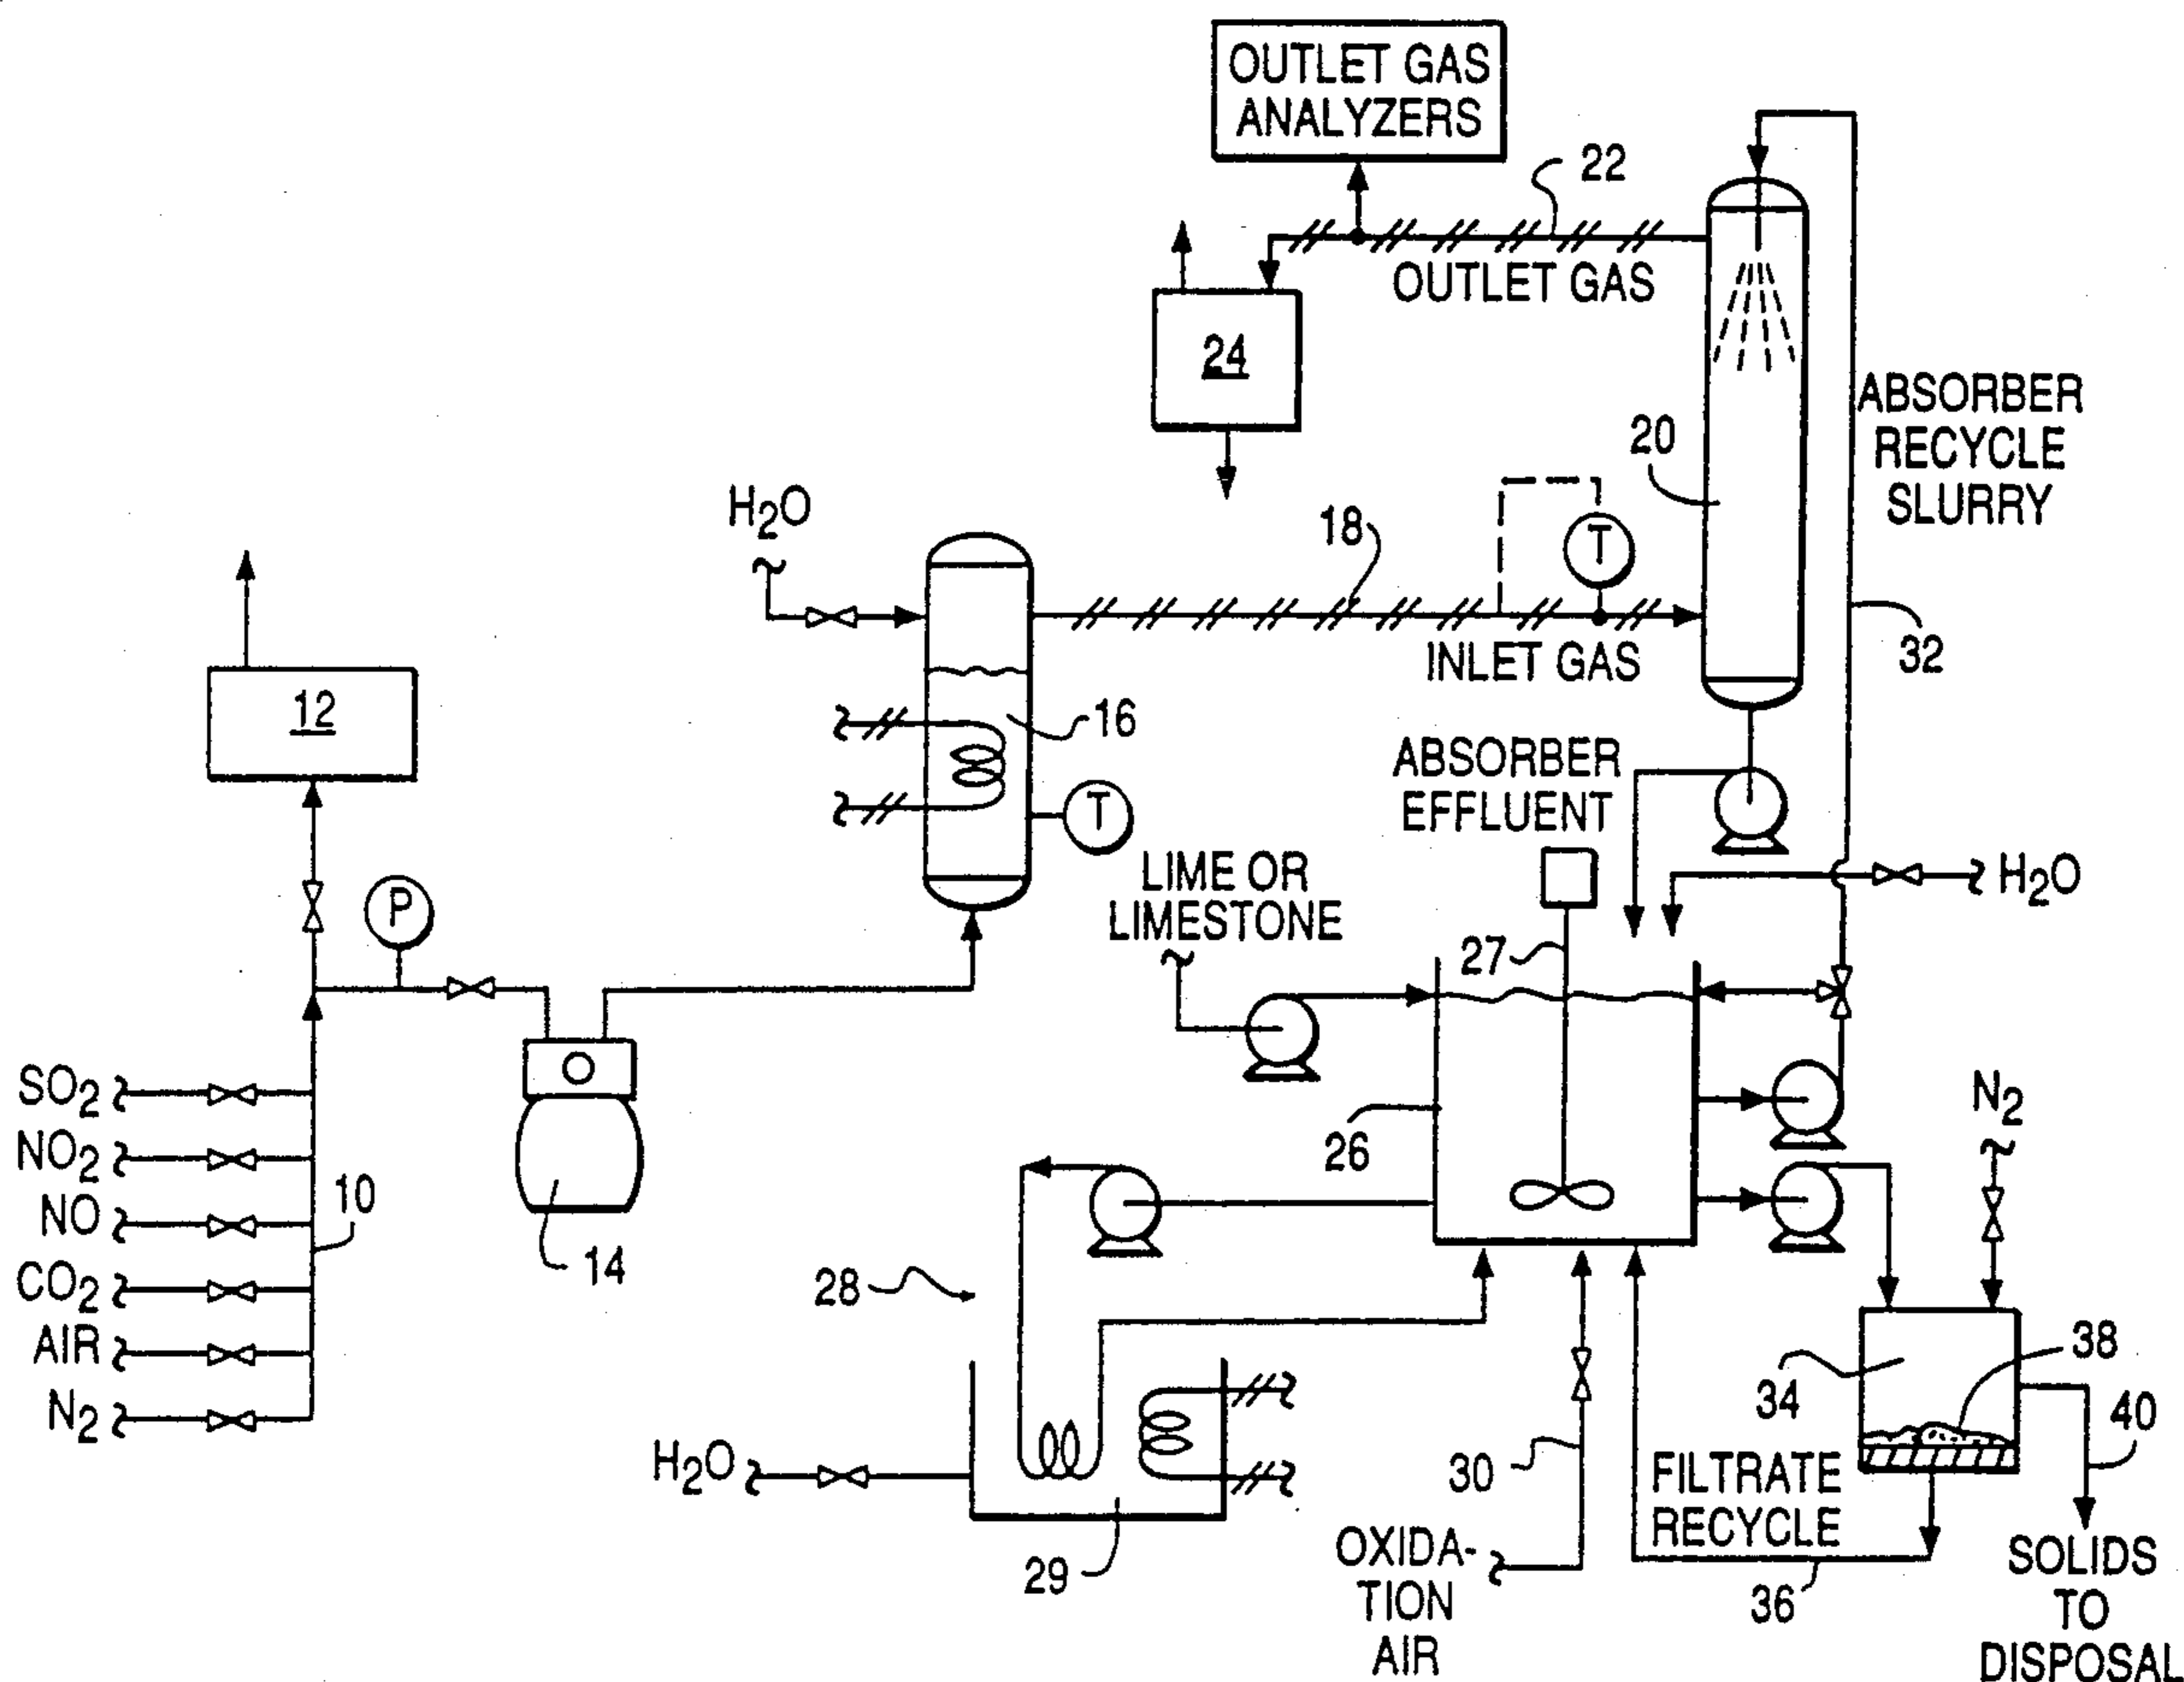 OUTLET GAS
ANALYZERS
22
OUTLET GAS
24
ABSORBER
RECYCLE
SLURRY
20
H2O
18
T
INLET GAS
32
12
16
T
ABSORBER
EFFLUENT
P
LIME OR
LIMESTONE
H2O
27
SO2
NO2
NO
CO2
AIR
N2
10
14
26
N2
28
34
38
40
H2O
29
30
FILTRATE
RECYCLE
36
OXIDA-
TION
AIR
SOLIDS
TO
DISPOSAL